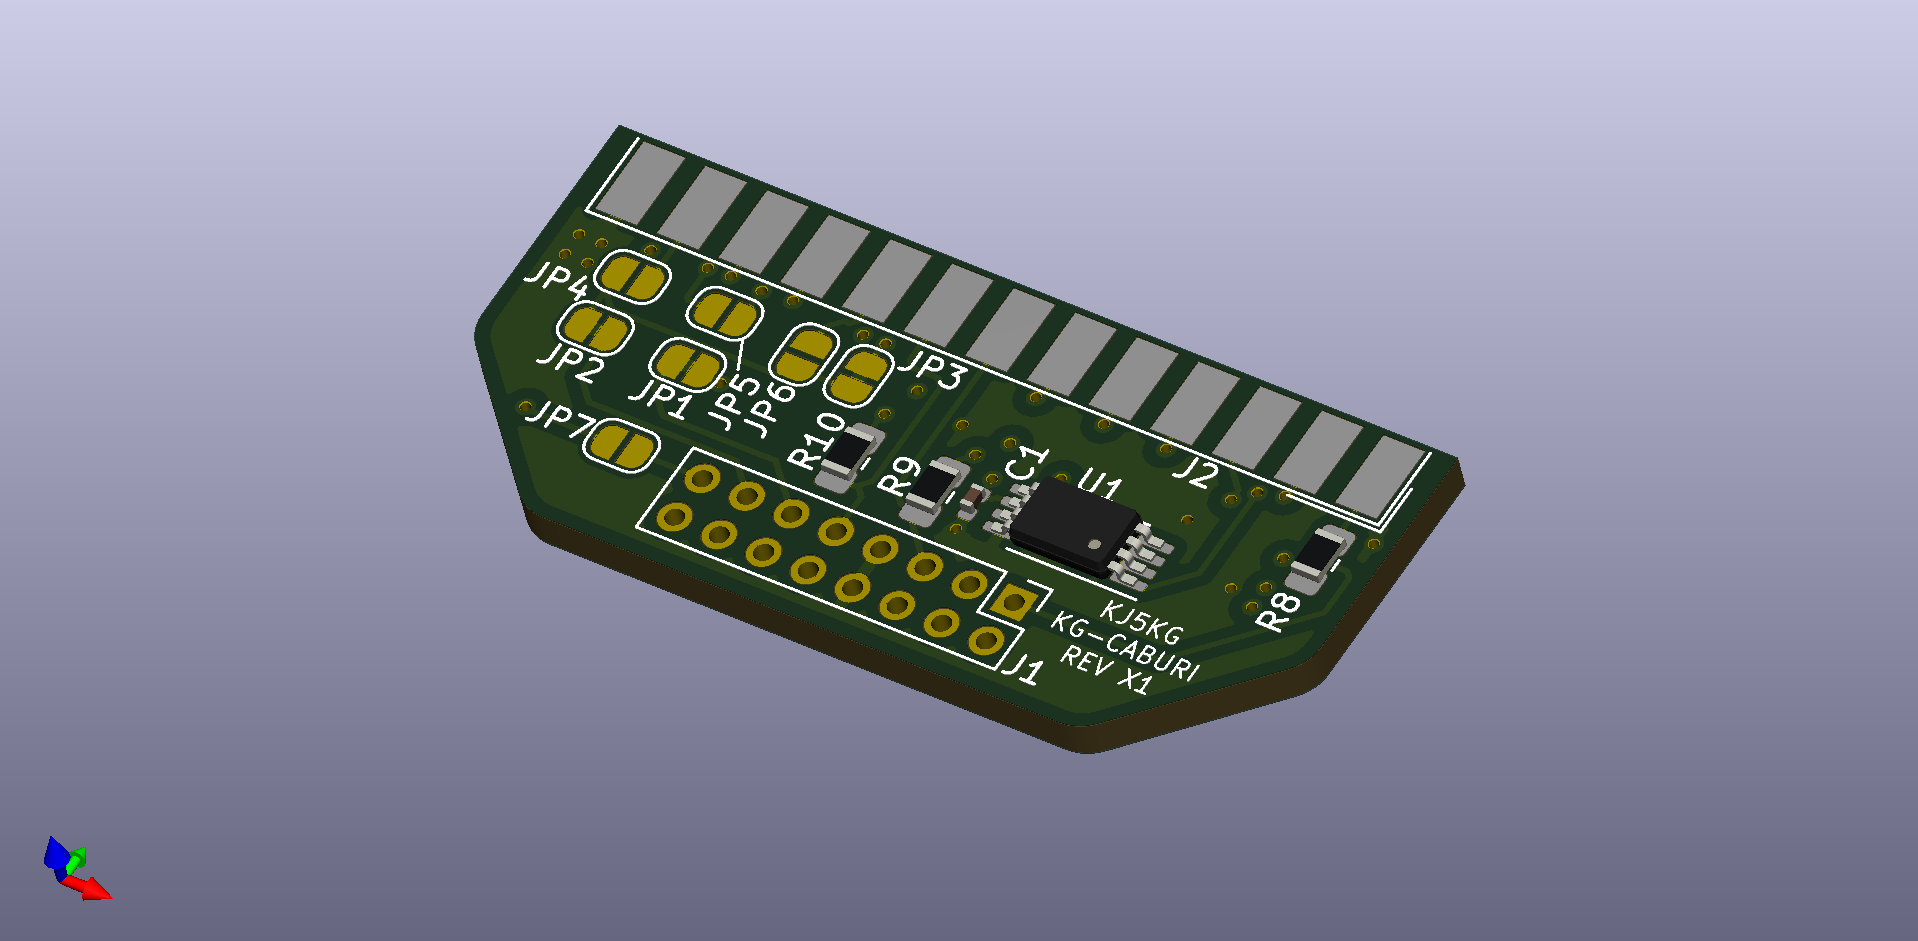 JP4
JP2
JP1
JP5
JP6
JP3
JP7
R10
R9
C1
U1
J2
R8
J1
KJ5KG
KG-CABURI
REV X1